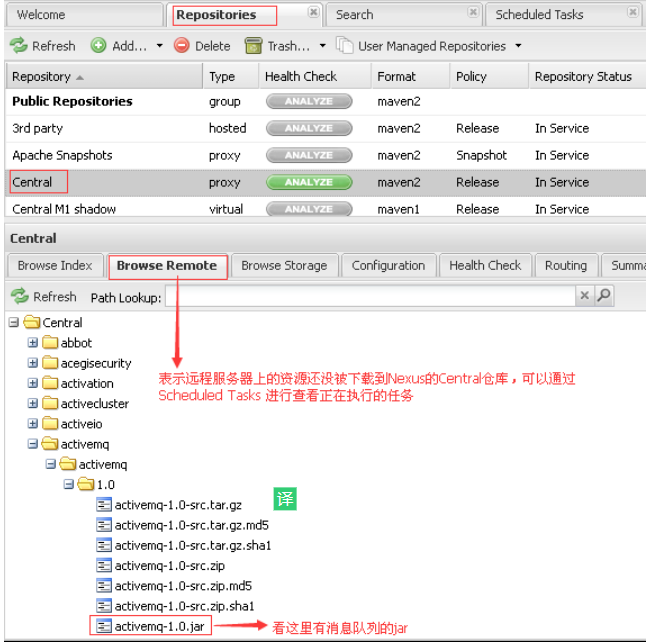 Welcome Repositories Search Scheduled Tasks
Refresh Add... Delete Trash... User Managed Repositories
Repository Type Health Check Format Policy Repository Status
Public Repositories group ANALYZE maven2
3rd party hosted ANALYZE maven2 Release In Service
Apache Snapshots proxy ANALYZE maven2 Snapshot In Service
Central proxy ANALYZE maven2 Release In Service
Central M1 shadow virtual ANALYZE maven1 Release In Service
Central
Browse Index Browse Remote Browse Storage Configuration Health Check Routing Summa
Refresh Path Lookup:
Central
abbot
acegisecurity
activation
表示远程服务器上的资源还没被下载到Nexus的Central仓库，可以通过
Scheduled Tasks 进行查看正在执行的任务
activecluster
activeio
activemq
activemq
1.0
activemq-1.0-src.tar.gz
译
activemq-1.0-src.tar.gz.md5
activemq-1.0-src.tar.gz.sha1
activemq-1.0-src.zip
activemq-1.0-src.zip.md5
activemq-1.0-src.zip.sha1
activemq-1.0.jar 看这里有消息队列的jar